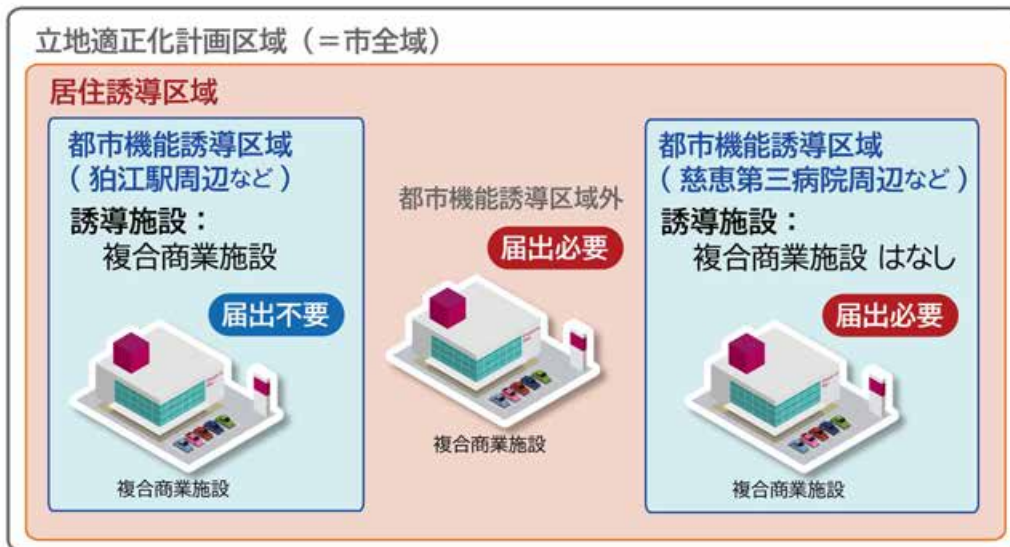 立地適正化計画区域（＝市全域）
居住誘導区域
都市機能誘導区域
（狛江駅周辺など）
誘導施設：
複合商業施設
届出不要
複合商業施設
都市機能誘導区域外
届出必要
複合商業施設
都市機能誘導区域
（慈恵第三病院周辺など）
誘導施設：
複合商業施設 はなし
届出必要
複合商業施設